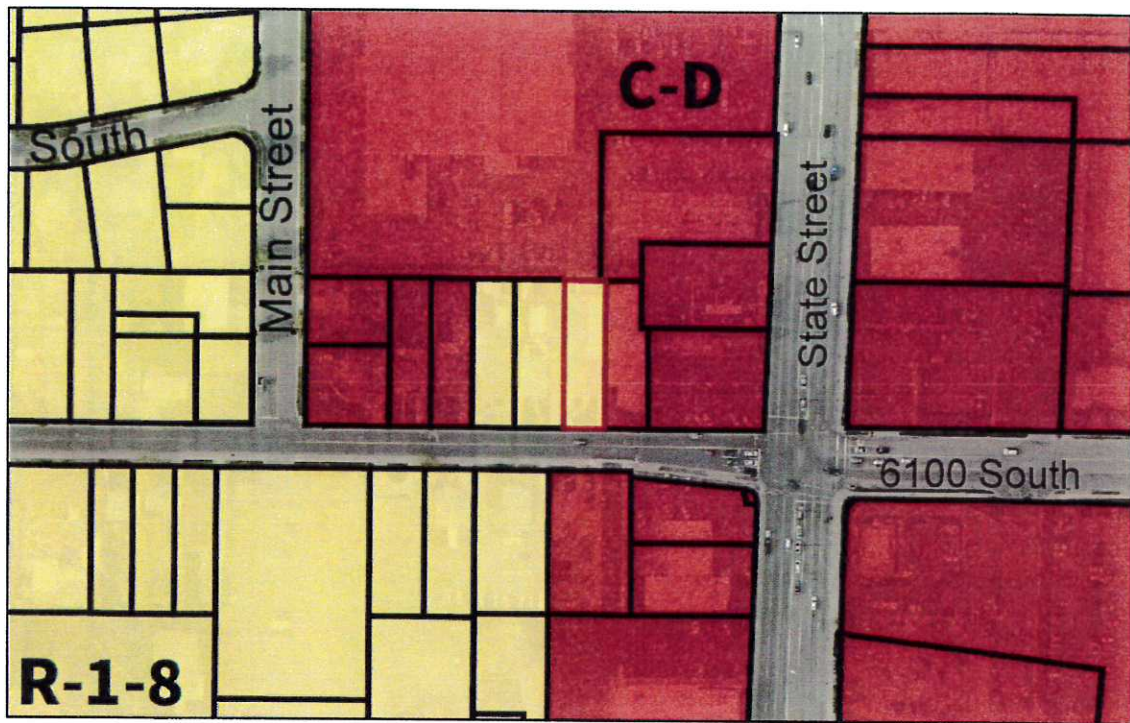 C-D
South
Main Street
State Street
6100 South
R-1-8